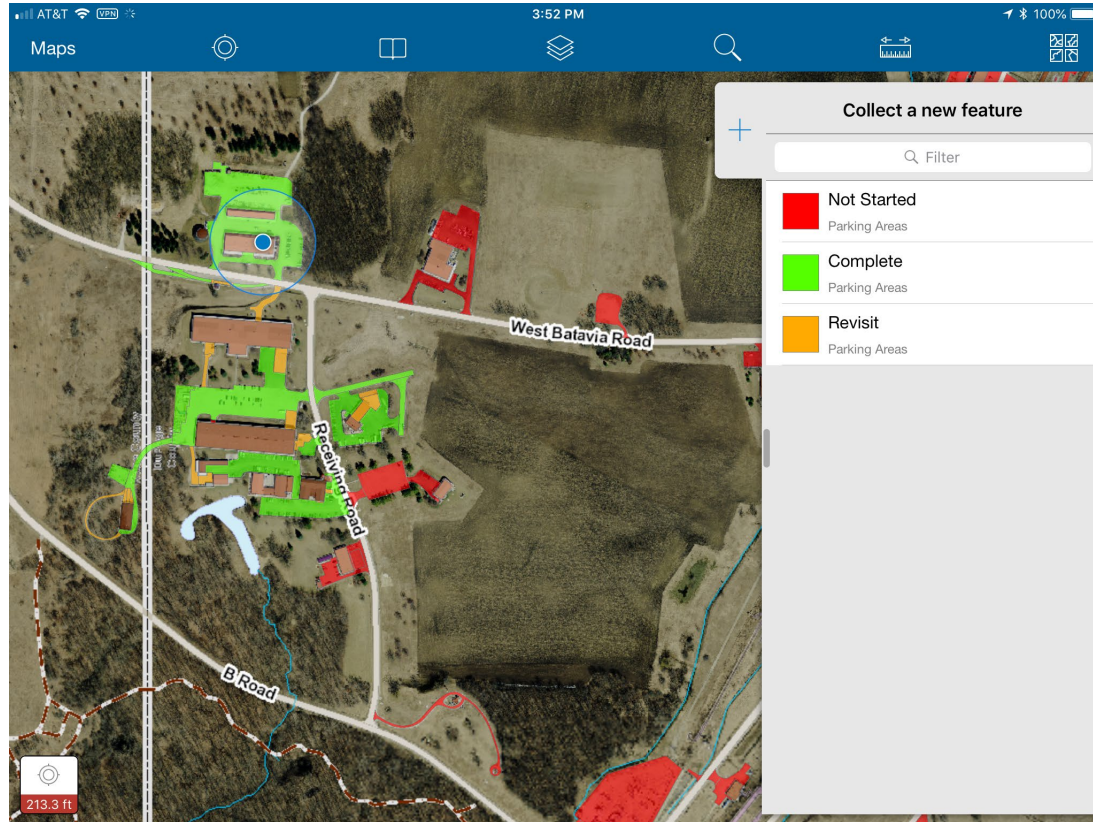 AT&T VPN 3:52 PM 100%
Maps
Collect a new feature
Filter
Not Started
Parking Areas
Complete
Parking Areas
Revisit
Parking Areas
West Batavia Road
Receiving Road
B Road
213.3 ft